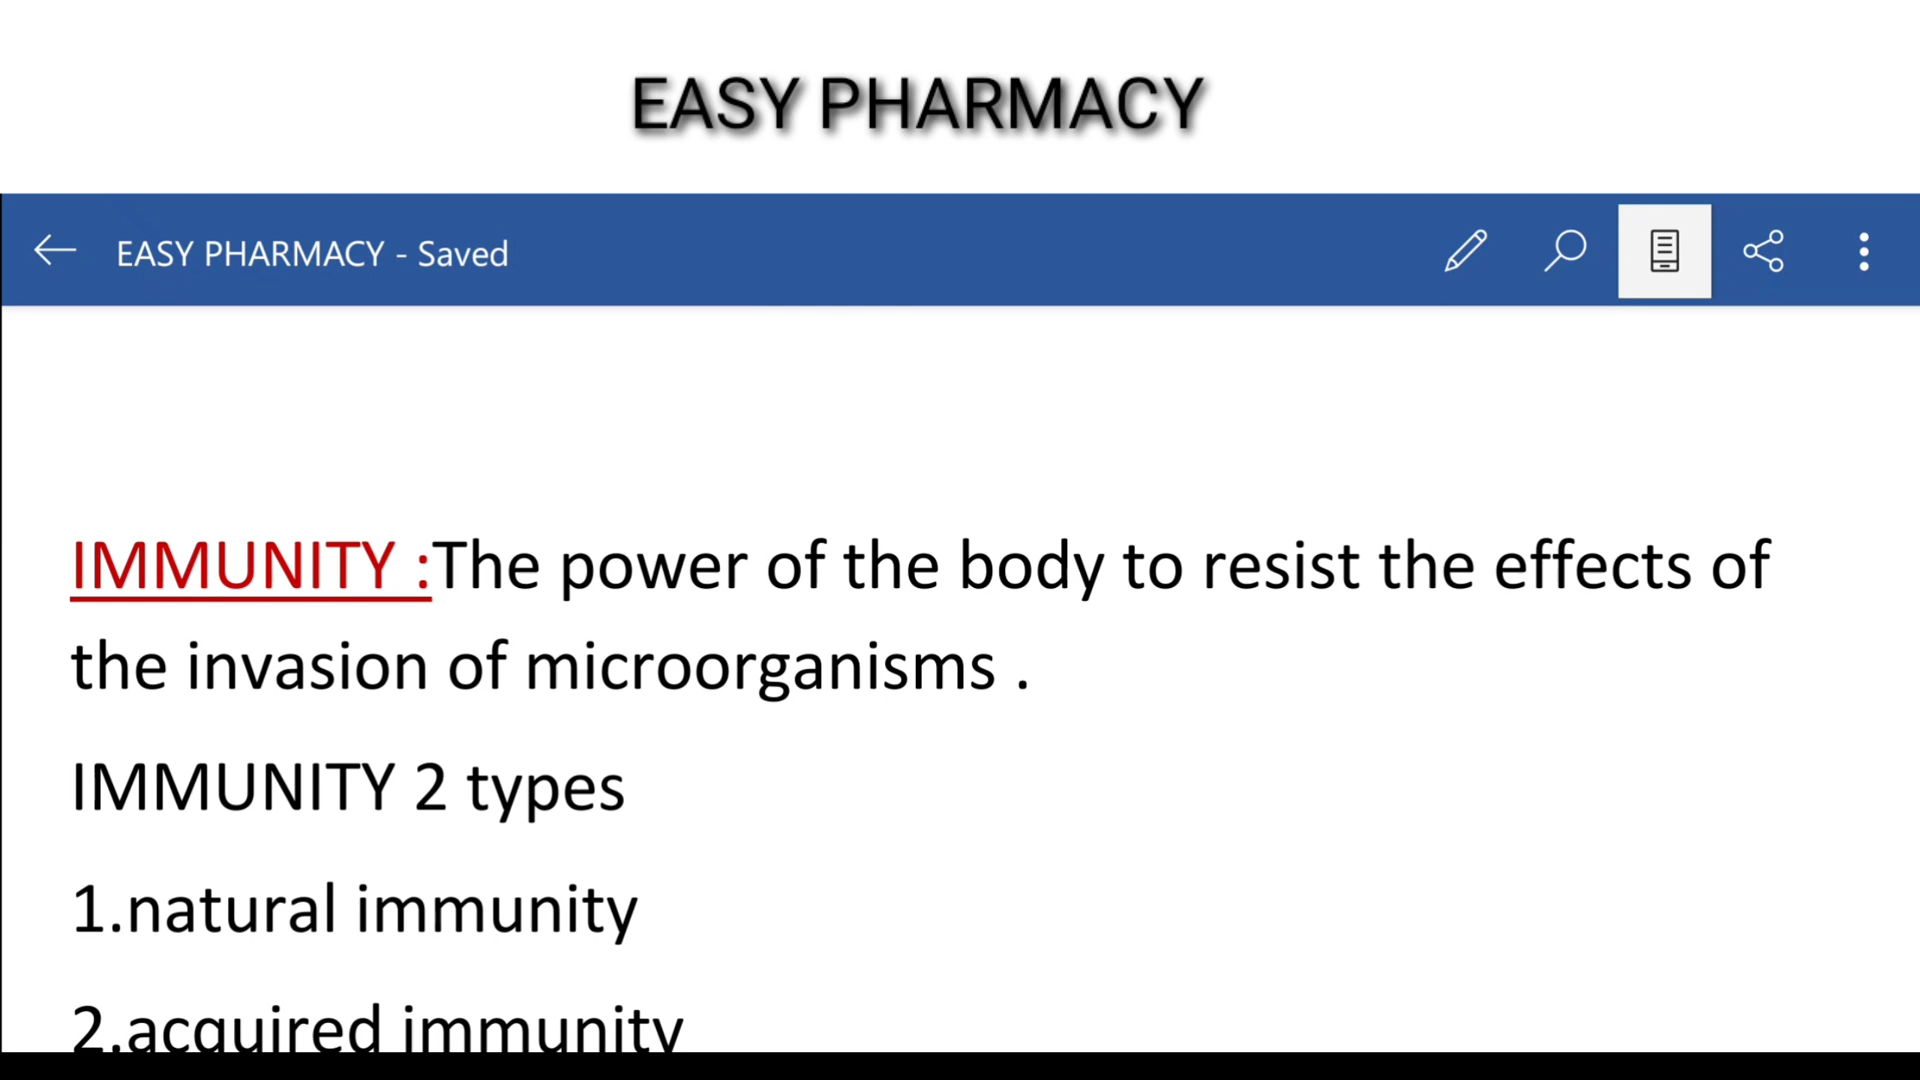 EASY PHARMACY
EASY PHARMACY - Saved
IMMUNITY :The power of the body to resist the effects of
the invasion of microorganisms .
IMMUNITY 2 types
1.natural immunity
2.acquired immunity